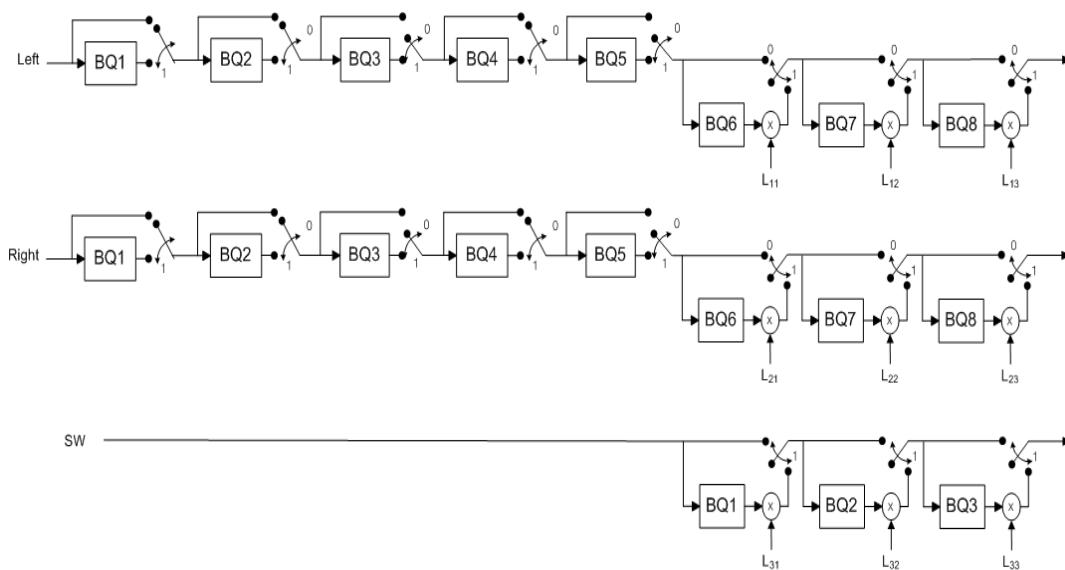 0 0 0 0
Left BQ1 BQ2 BQ3 BQ4 BQ5
1 1 1 1 1
0 0 0
1 1 1
BQ6 x BQ7 x BQ8 x
L11 L12 L13
0 0 0 0
Right BQ1 BQ2 BQ3 BQ4 BQ5
1 1 1 1 1
0 0 0
1 1 1
BQ6 x BQ7 x BQ8 x
L21 L22 L23
SW
1 1 1
BQ1 x BQ2 x BQ3 x
L31 L32 L33